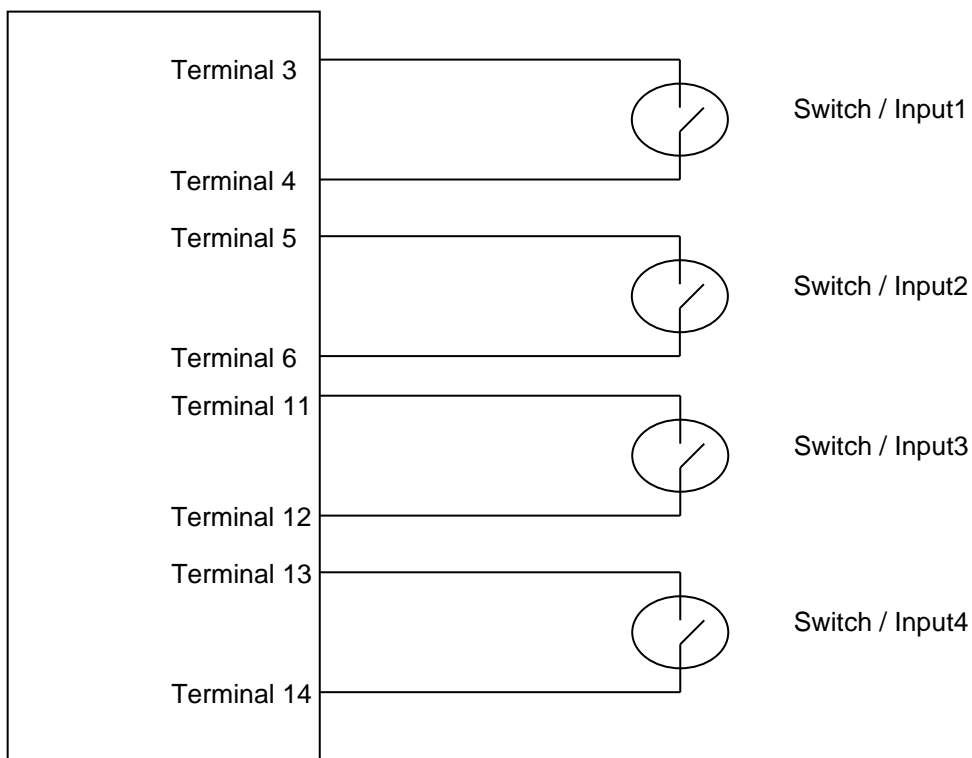 Terminal 3
Switch / Input1
Terminal 4
Terminal 5
Switch / Input2
Terminal 6
Terminal 11
Switch / Input3
Terminal 12
Terminal 13
Switch / Input4
Terminal 14